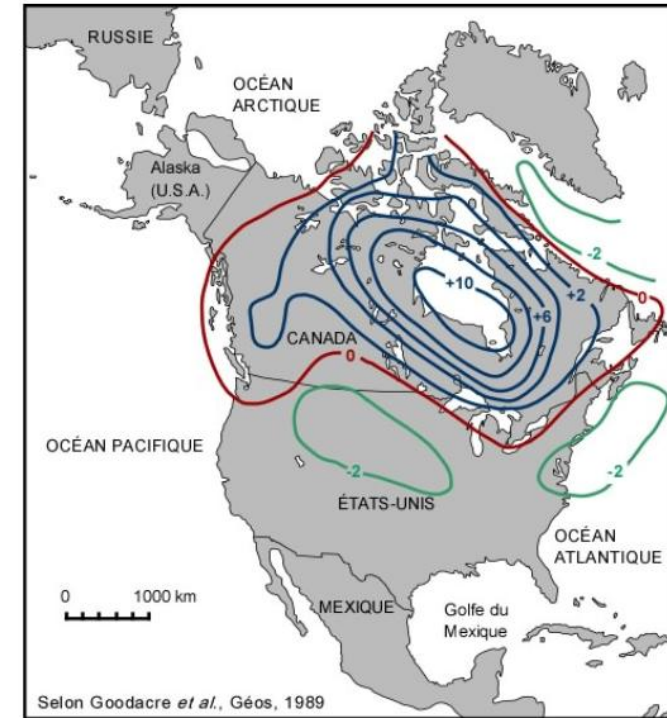 RUSSIE
OCÉAN
ARCTIQUE
Alaska
(U.S.A.)
-2
0
+10
+2
0
+6
CANADA
0
OCÉAN PACIFIQUE
-2
-2
ÉTATS-UNIS
OCÉAN
ATLANTIQUE
0 1000 km
MEXIQUE
Golfe du
Mexique
Selon Goodacre et al., Géos, 1989